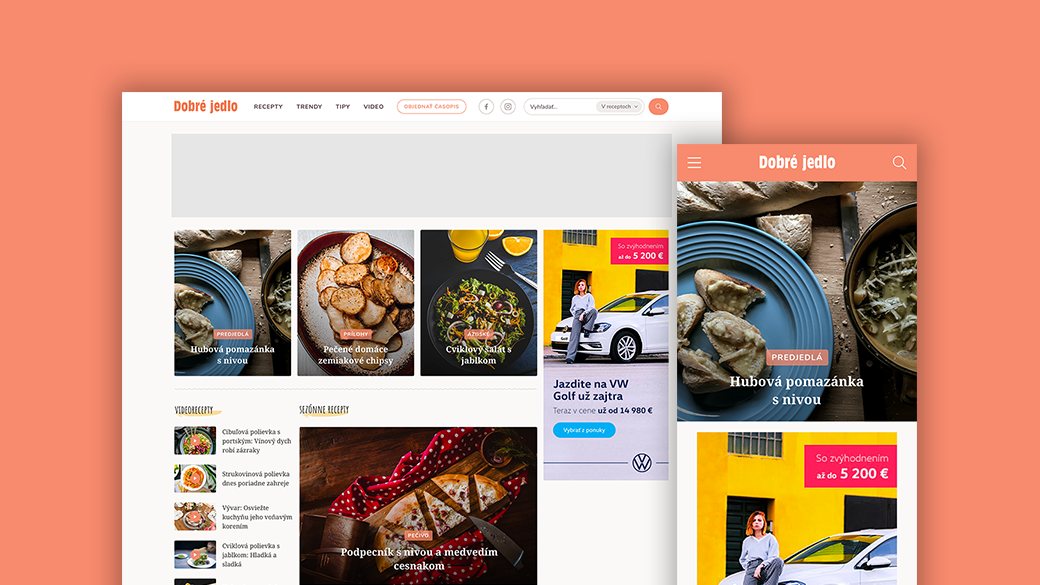 Dobré jedlo
RECEPTY
TRENDY
TIPY
VIDEO
OBJEDNAŤ ČASOPIS
Vyhľadať...
V receptoch
PREDJEDLÁ
Hubová pomazánka
s nivou
PRÍLOHY
Pečené domáce
zemiakové chipsy
ÁZIJSKÉ
Cviklový šalát s
jablkom
So zvýhodnením
až do 5 200 €
Jazdite na VW
Golf už zajtra
Teraz v cene už od 14 980 €
Vybrať z ponuky
VIDEORECEPTY
Cibuľová polievka s
portským: Vínový dych
robí zázraky
Strukovinová polievka
dnes poriadne zahreje
Vývar: Osviežte
kuchyňu jeho voňavým
korením
Cviklová polievka s
jablkom: Hladká a
sladká
SEZÓNNE RECEPTY
PEČIVO
Podpecník s nivou a medvedím
cesnakom
Dobré jedlo
PREDJEDLÁ
Hubová pomazánka
s nivou
So zvýhodnením
až do 5 200 €